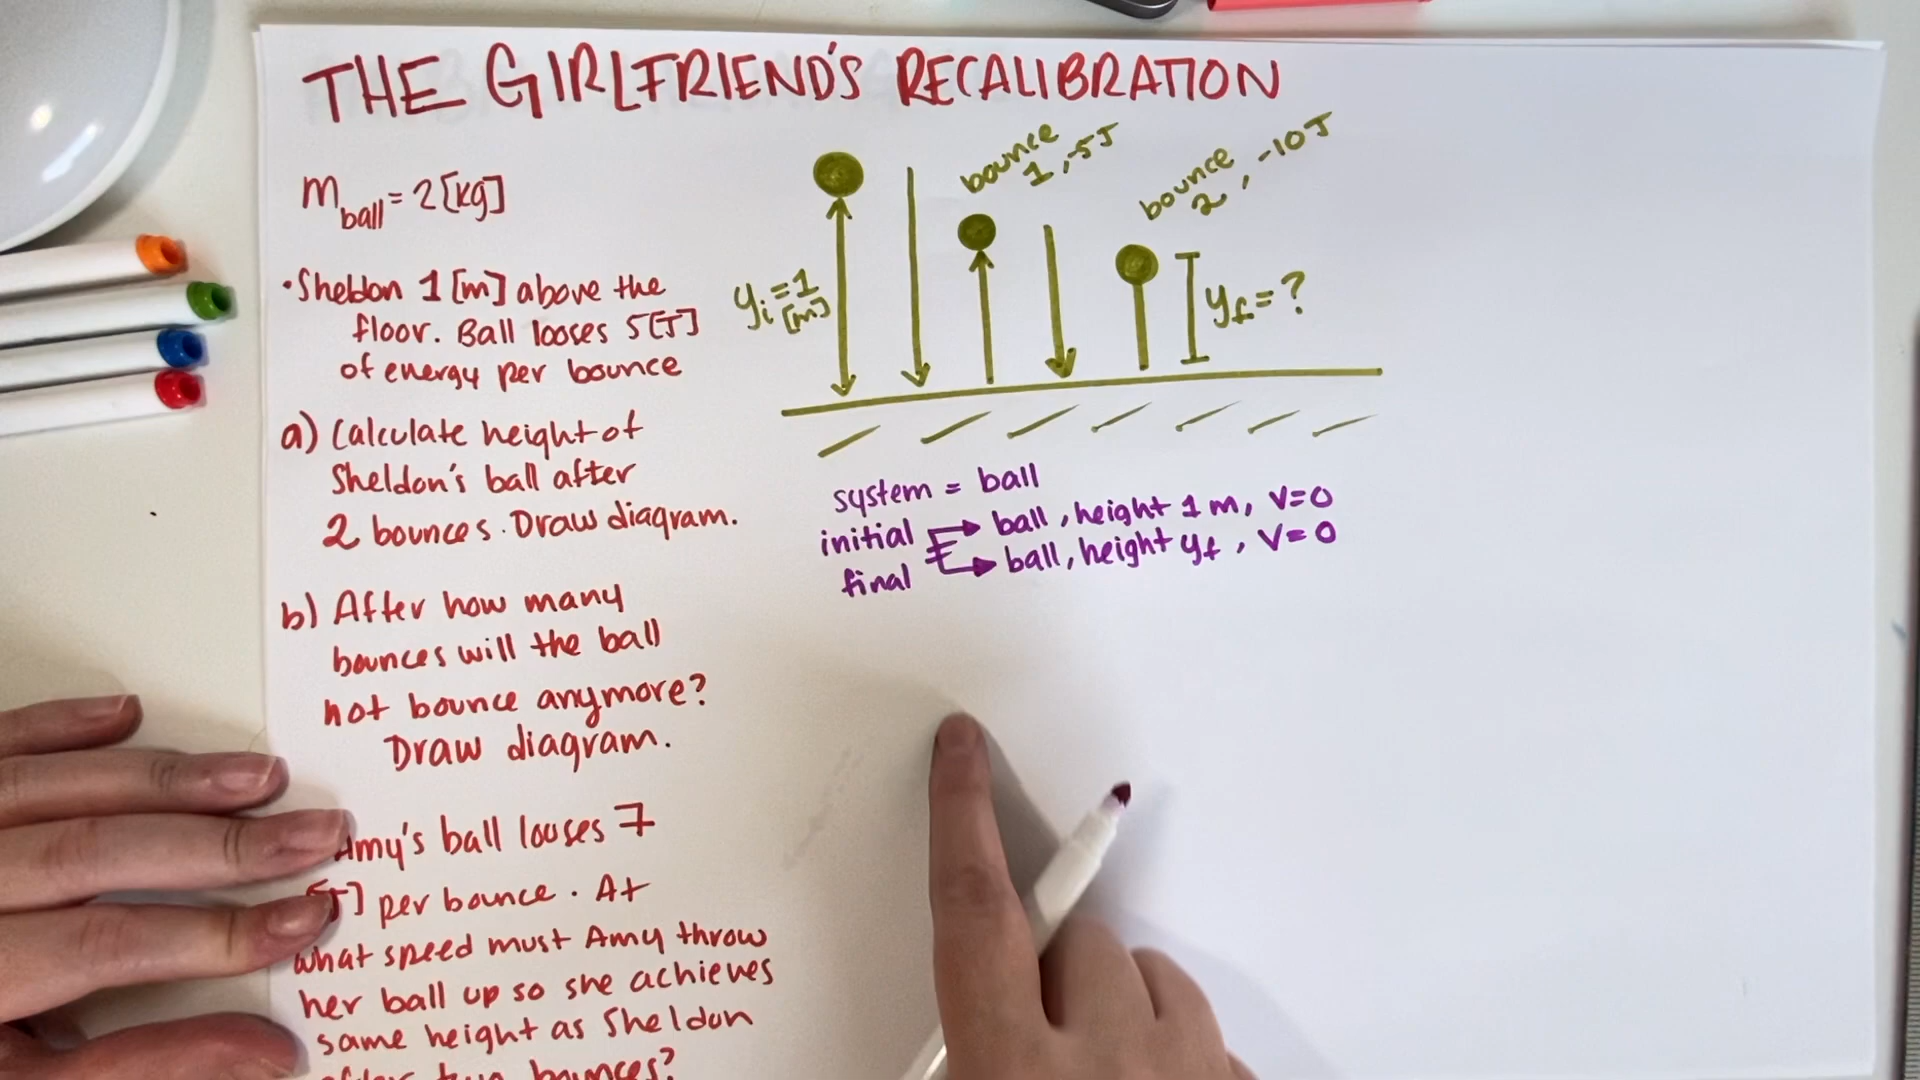 THE GIRLFRIEND'S RECALIBRATION
m ball = 2 [kg]
• Sheldon 1 [m] above the
floor. Ball looses 5 [J]
of energy per bounce
a) Calculate height of
Sheldon's ball after
2 bounces. Draw diagram.
b) After how many
bounces will the ball
not bounce anymore?
Draw diagram.
Amy's ball looses 7
[J] per bounce. At
what speed must Amy throw
her ball up so she achieves
same height as Sheldon
after two bounces?
bounce
1, -5J
bounce
2, -10J
yi = 1
[m]
yf = ?
system = ball
initial → ball, height 1 m, v=0
final → ball, height yf, v=0